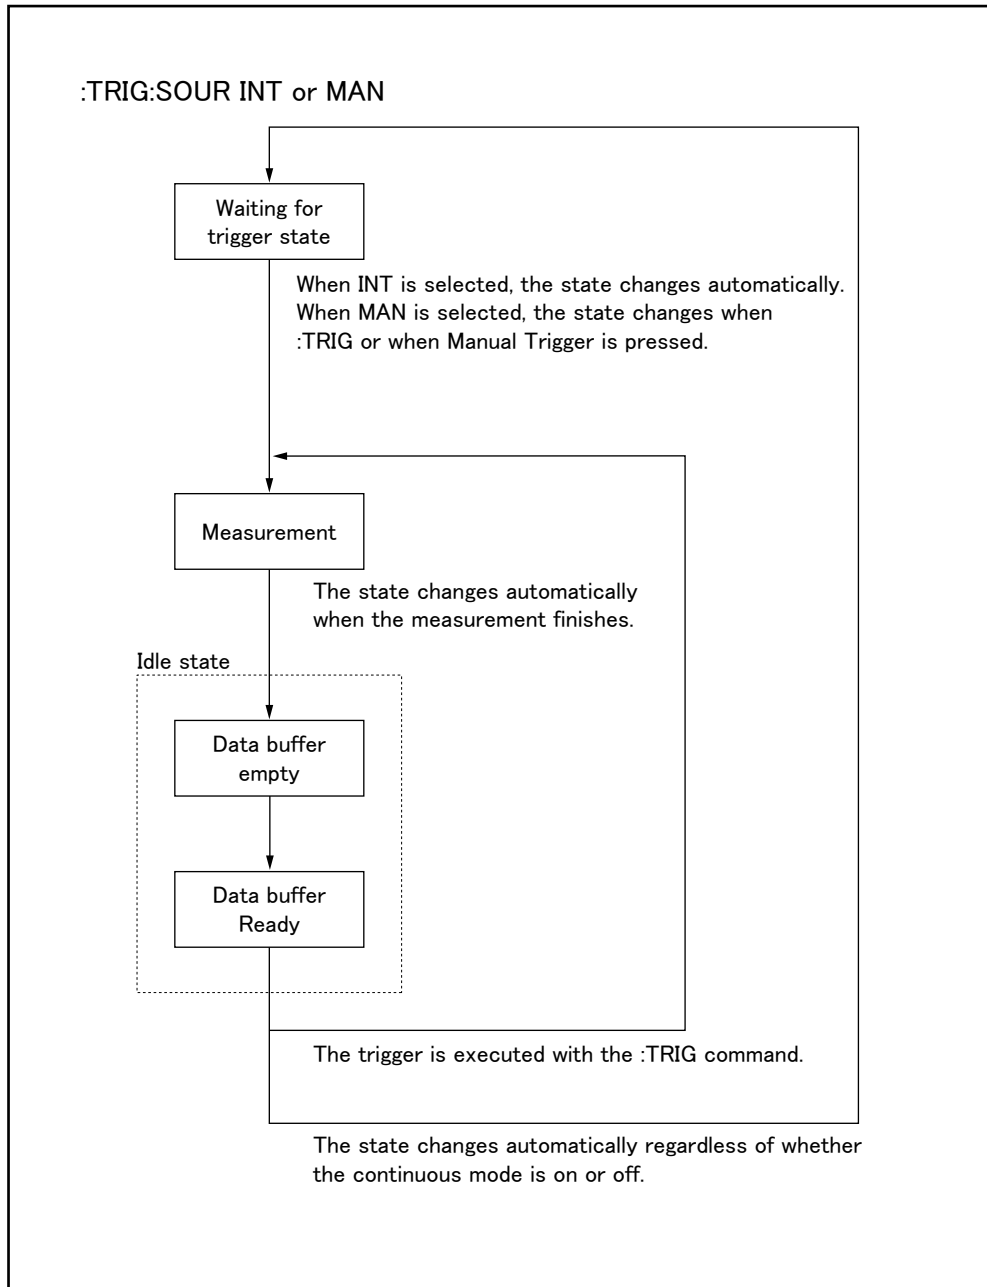 :TRIG:SOUR INT or MAN
Waiting for
trigger state
When INT is selected, the state changes automatically.
When MAN is selected, the state changes when
:TRIG or when Manual Trigger is pressed.
Measurement
The state changes automatically
when the measurement finishes.
Idle state
Data buffer
empty
Data buffer
Ready
The trigger is executed with the :TRIG command.
The state changes automatically regardless of whether
the continuous mode is on or off.